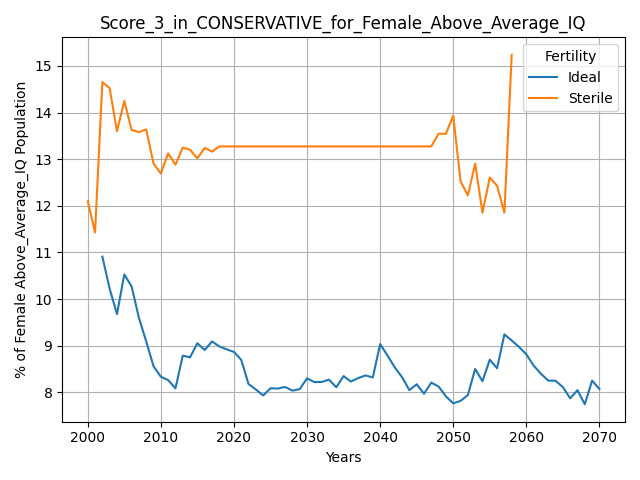 Score_3_in_CONSERVATIVE_for_Female_Above_Average_IQ
Fertility
Ideal
Sterile
% of Female Above_Average_IQ Population
15
14
13
12
11
10
9
8
2000 2010 2020 2030 2040 2050 2060 2070
Years